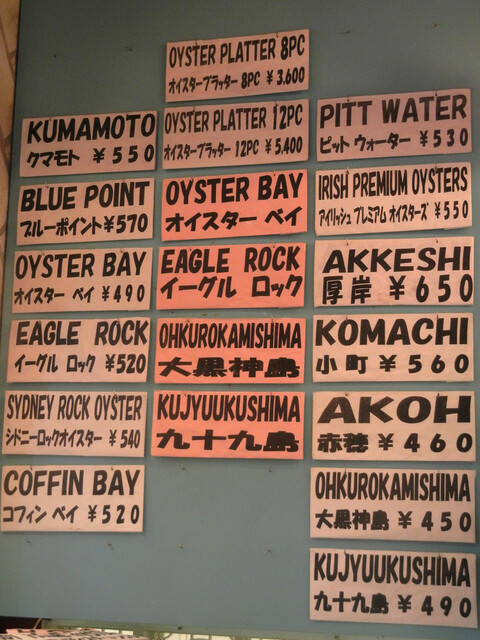 OYSTER PLATTER 8PC
オイスタープラッター 8PC ¥3,600
KUMAMOTO
クマモト ¥550
BLUE POINT
ブルーポイント ¥570
OYSTER BAY
オイスター ベイ ¥490
EAGLE ROCK
イーグル ロック ¥520
SYDNEY ROCK OYSTER
シドニーロックオイスター ¥540
COFFIN BAY
コフィン ベイ ¥520
OYSTER PLATTER 12PC
オイスタープラッター 12PC ¥5,400
OYSTER BAY
オイスター ベイ
EAGLE ROCK
イーグル ロック
OHKUROKAMISHIMA
大黒神島
KUJYUUKUSHIMA
九十九島
PITT WATER
ピット ウォーター ¥530
IRISH PREMIUM OYSTERS
アイリッシュ プレミアム オイスターズ ¥550
AKKESHI
厚岸 ¥650
KOMACHI
小町 ¥560
AKOH
赤穂 ¥460
OHKUROKAMISHIMA
大黒神島 ¥450
KUJYUUKUSHIMA
九十九島 ¥490